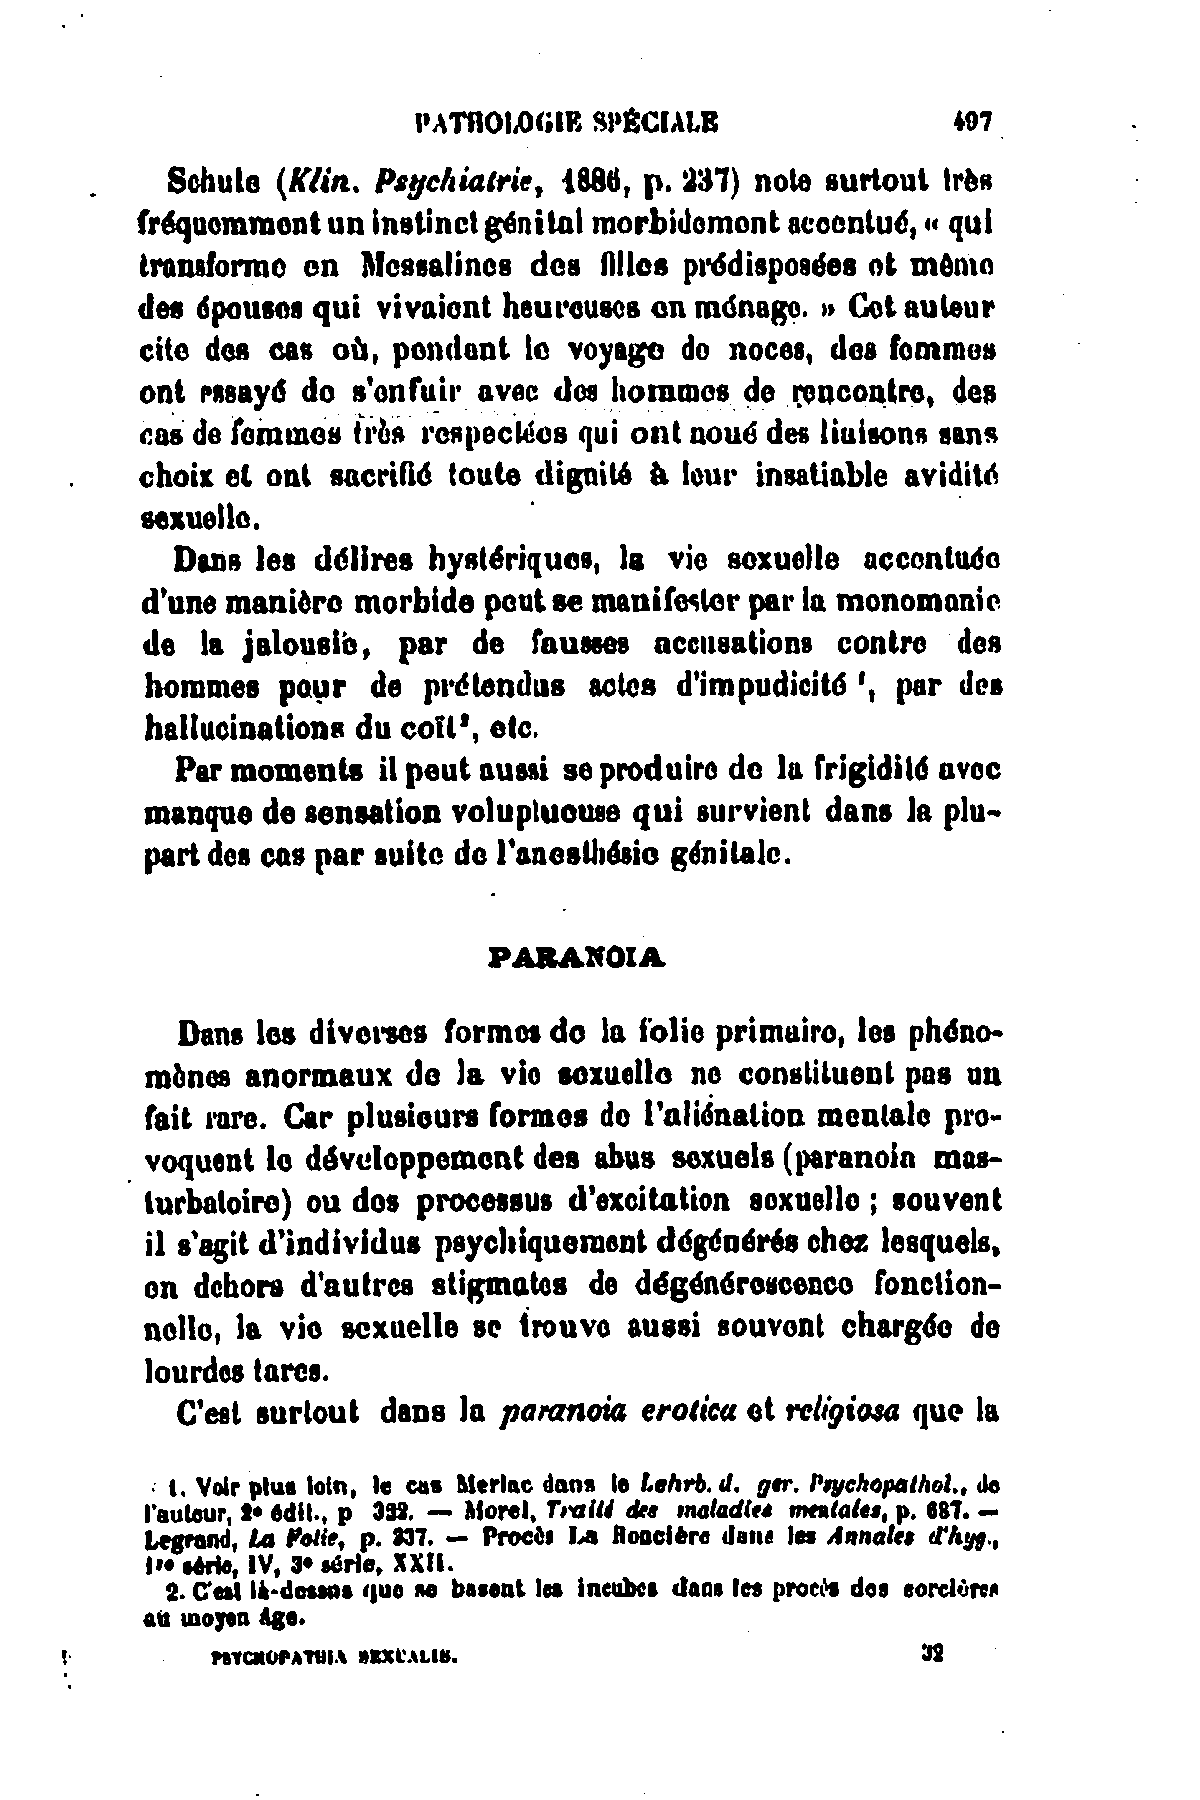 PATHOLOGIE SPÉCIALE 497
Schule (Klin. Psychiatrie, 1886, p. 237) note surtout très
fréquemment un instinct génital morbidement accentué, « qui
transforme en Messalines des filles prédisposées et même
des épouses qui vivaient heureuses en ménage. » Cet auteur
cite des cas où, pendant le voyage de noces, des femmes
ont essayé de s'enfuir avec des hommes de rencontre, des
cas de femmes très respectées qui ont noué des liaisons sans
choix et ont sacrifié toute dignité à leur insatiable avidité
sexuelle.
Dans les délires hystériques, la vie sexuelle accentuée
d'une manière morbide peut se manifester par la monomanie
de la jalousie, par de fausses accusations contre des
hommes pour de prétendus actes d'impudicité 1, par des
hallucinations du coït 2, etc.
Par moments il peut aussi se produire de la frigidité avec
manque de sensation voluptueuse qui survient dans la plu-
part des cas par suite de l'anesthésie génitale.
PARANOIA
Dans les diverses formes de la folie primaire, les phéno-
mènes anormaux de la vie sexuelle ne constituent pas un
fait rare. Car plusieurs formes de l'aliénation mentale pro-
voquent le développement des abus sexuels (paranoia mas-
turbatoire) ou des processus d'excitation sexuelle ; souvent
il s'agit d'individus psychiquement dégénérés chez lesquels,
en dehors d'autres stigmates de dégénérescence fonction-
nelle, la vie sexuelle se trouve aussi souvent chargée de
lourdes tares.
C'est surtout dans la paranoia erotica et religiosa que la
1. Voir plus loin, le cas Merlac dans le Lehrb. d. ger. Psychopathol., de
l'auteur, 2e édit., p 322. — Morel, Traité des maladies mentales, p. 687. —
Legrand, La Folie, p. 237. — Procès La Roncière dans les Annales d'hyg.,
1re série, IV, 3e série, XXII.
2. C'est là-dessus que se basent les incubes dans les procès des sorcières
au moyen âge.
PSYCHOPATHIA SEXUALIS. 32